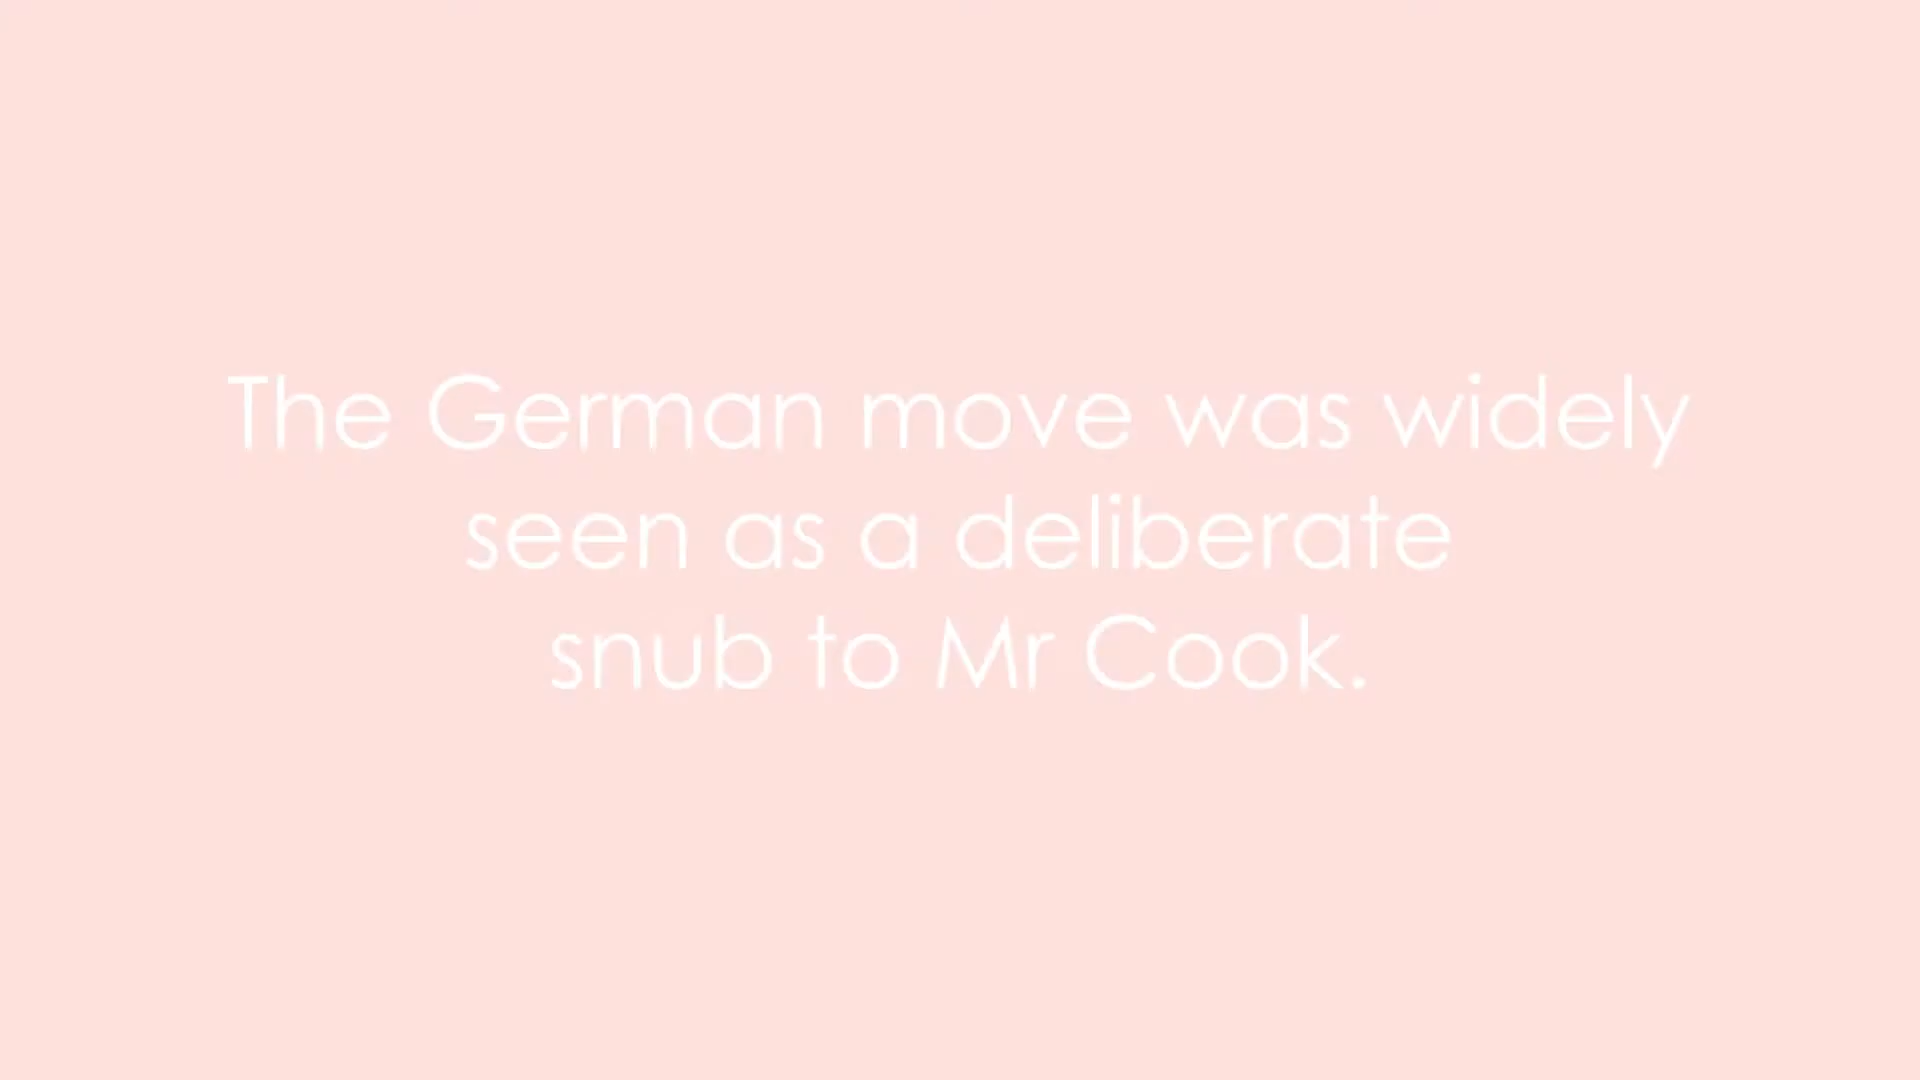 The German move was widely
seen as a deliberate
snub to Mr Cook.